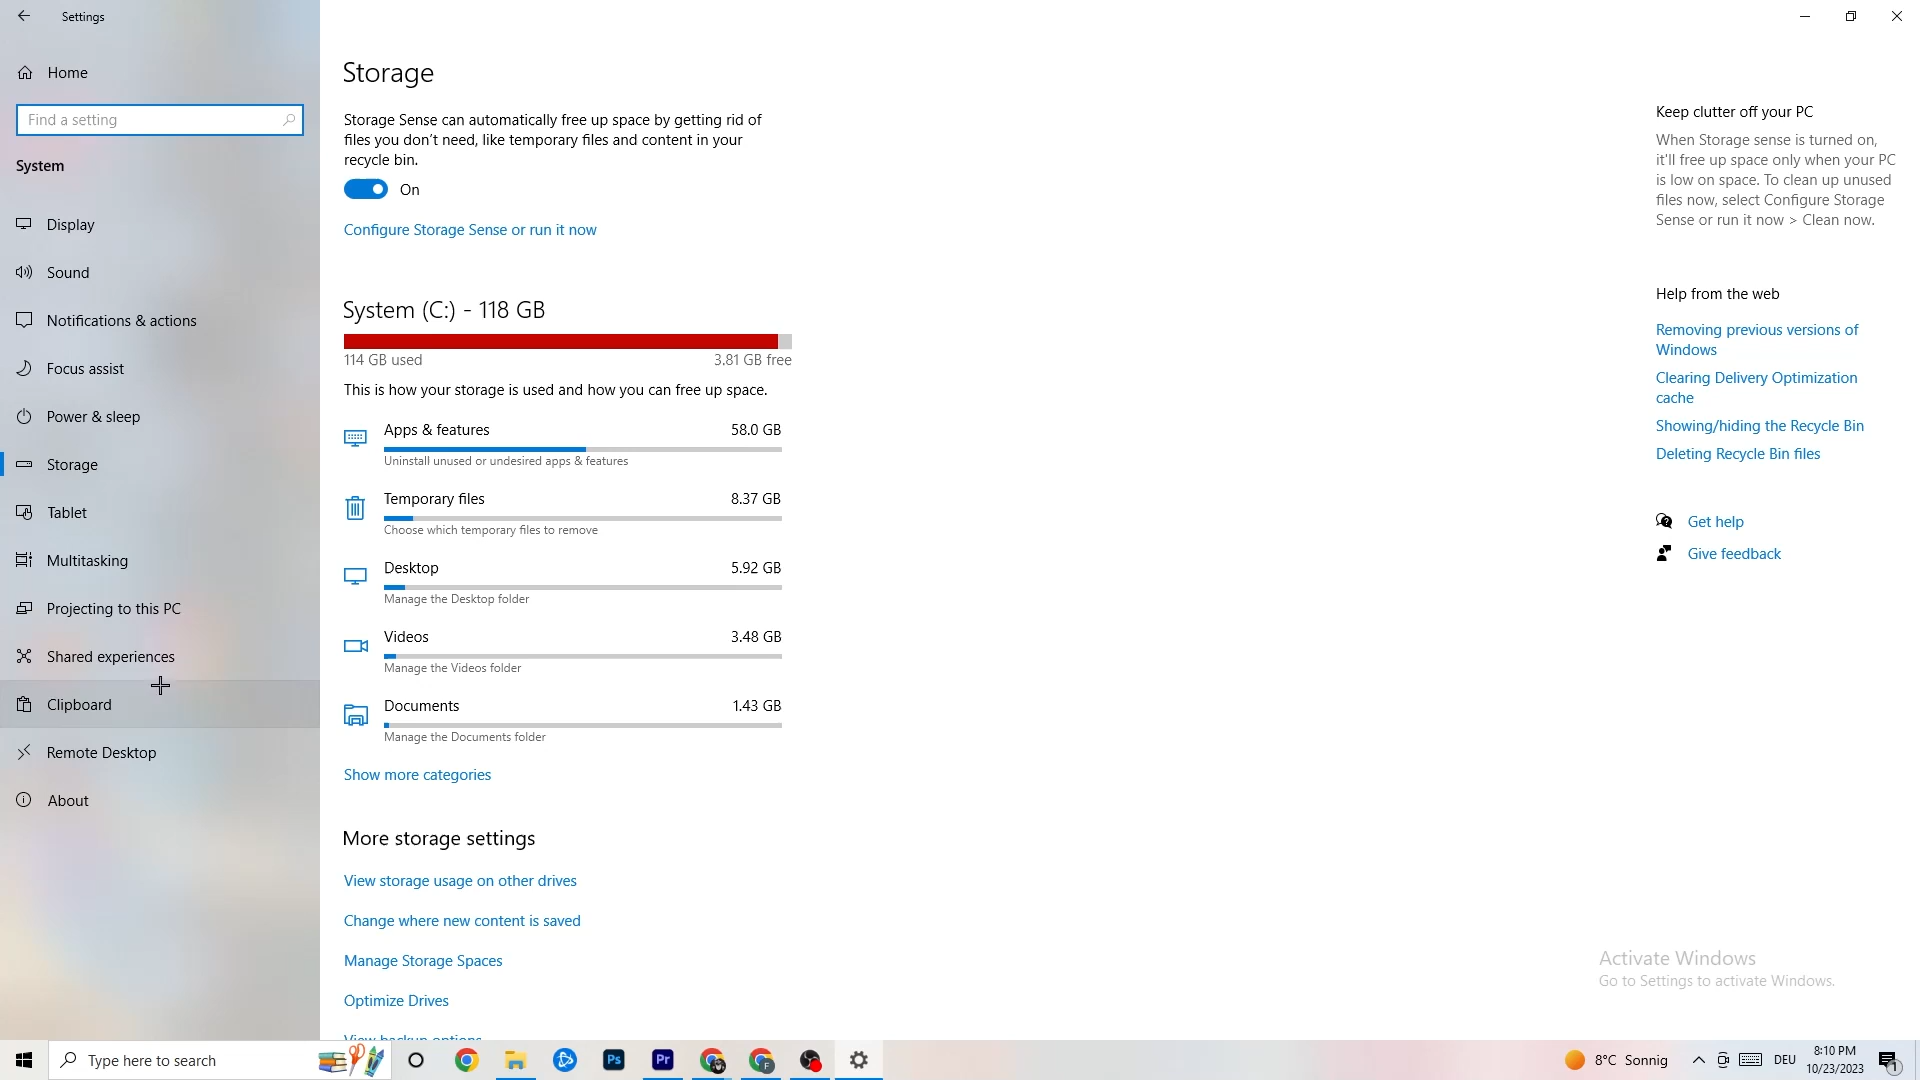 Settings
Home
Find a setting
System
Display
Sound
Notifications & actions
Focus assist
Power & sleep
Storage
Tablet
Multitasking
Projecting to this PC
Shared experiences
Clipboard
Remote Desktop
About
Storage
Storage Sense can automatically free up space by getting rid of
files you don't need, like temporary files and content in your
recycle bin.
On
Configure Storage Sense or run it now
System (C:) - 118 GB
114 GB used 3.81 GB free
This is how your storage is used and how you can free up space.
Apps & features 58.0 GB
Uninstall unused or undesired apps & features
Temporary files 8.37 GB
Choose which temporary files to remove
Desktop 5.92 GB
Manage the Desktop folder
Videos 3.48 GB
Manage the Videos folder
Documents 1.43 GB
Manage the Documents folder
Show more categories
More storage settings
View storage usage on other drives
Change where new content is saved
Manage Storage Spaces
Optimize Drives
View backup options
Keep clutter off your PC
When Storage sense is turned on,
it'll free up space only when your PC
is low on space. To clean up unused
files now, select Configure Storage
Sense or run it now > Clean now.
Help from the web
Removing previous versions of
Windows
Clearing Delivery Optimization
cache
Showing/hiding the Recycle Bin
Deleting Recycle Bin files
Get help
Give feedback
Activate Windows
Go to Settings to activate Windows.
Type here to search
Ps
Pr
F
8°C Sonnig
DEU
8:10 PM
10/23/2023
1